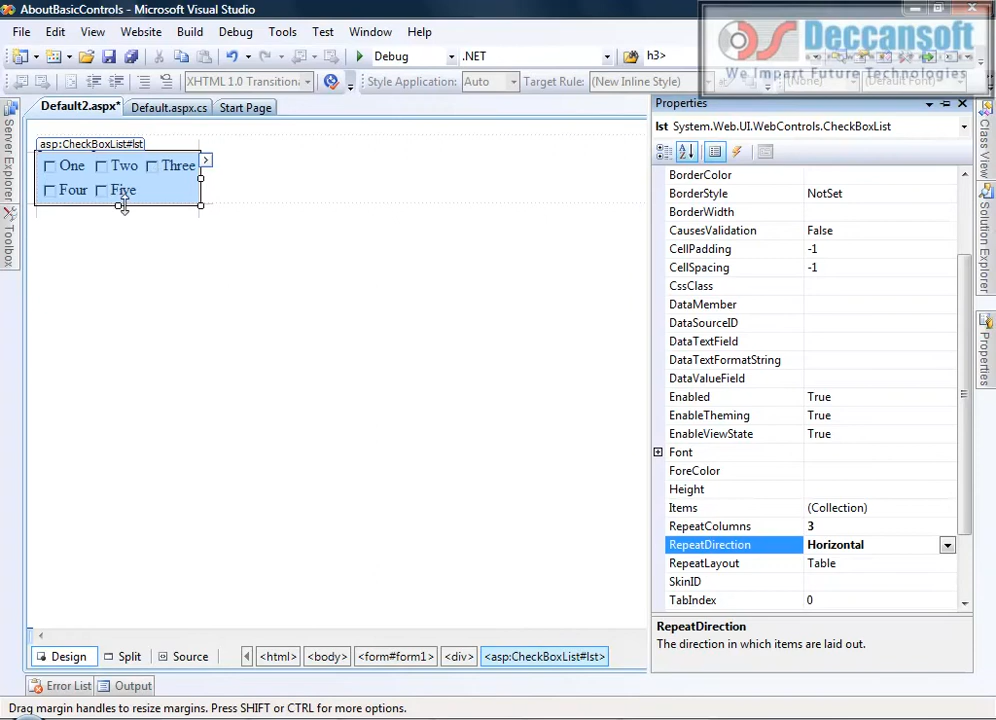 AboutBasicControls - Microsoft Visual Studio
File Edit View Website Build Debug Tools Test Window Help
Debug .NET h3>
XHTML 1.0 Transition Style Application: Auto Target Rule: (New Inline Style)
Deccansoft
We Impart Future Technologies
Default2.aspx* Default.aspx.cs Start Page
Server Explorer
Toolbox
asp:CheckBoxList#lst
One Two Three
Four Five
Properties
lst System.Web.UI.WebControls.CheckBoxList
BorderColor
BorderStyle NotSet
BorderWidth
CausesValidation False
CellPadding -1
CellSpacing -1
CssClass
DataMember
DataSourceID
DataTextField
DataTextFormatString
DataValueField
Enabled True
EnableTheming True
EnableViewState True
Font
ForeColor
Height
Items (Collection)
RepeatColumns 3
RepeatDirection Horizontal
RepeatLayout Table
SkinID
TabIndex 0
RepeatDirection
The direction in which items are laid out.
Class View
Solution Explorer
Properties
Design Split Source <html> <body> <form#form1> <div> <asp:CheckBoxList#lst>
Error List Output
Drag margin handles to resize margins. Press SHIFT or CTRL for more options.